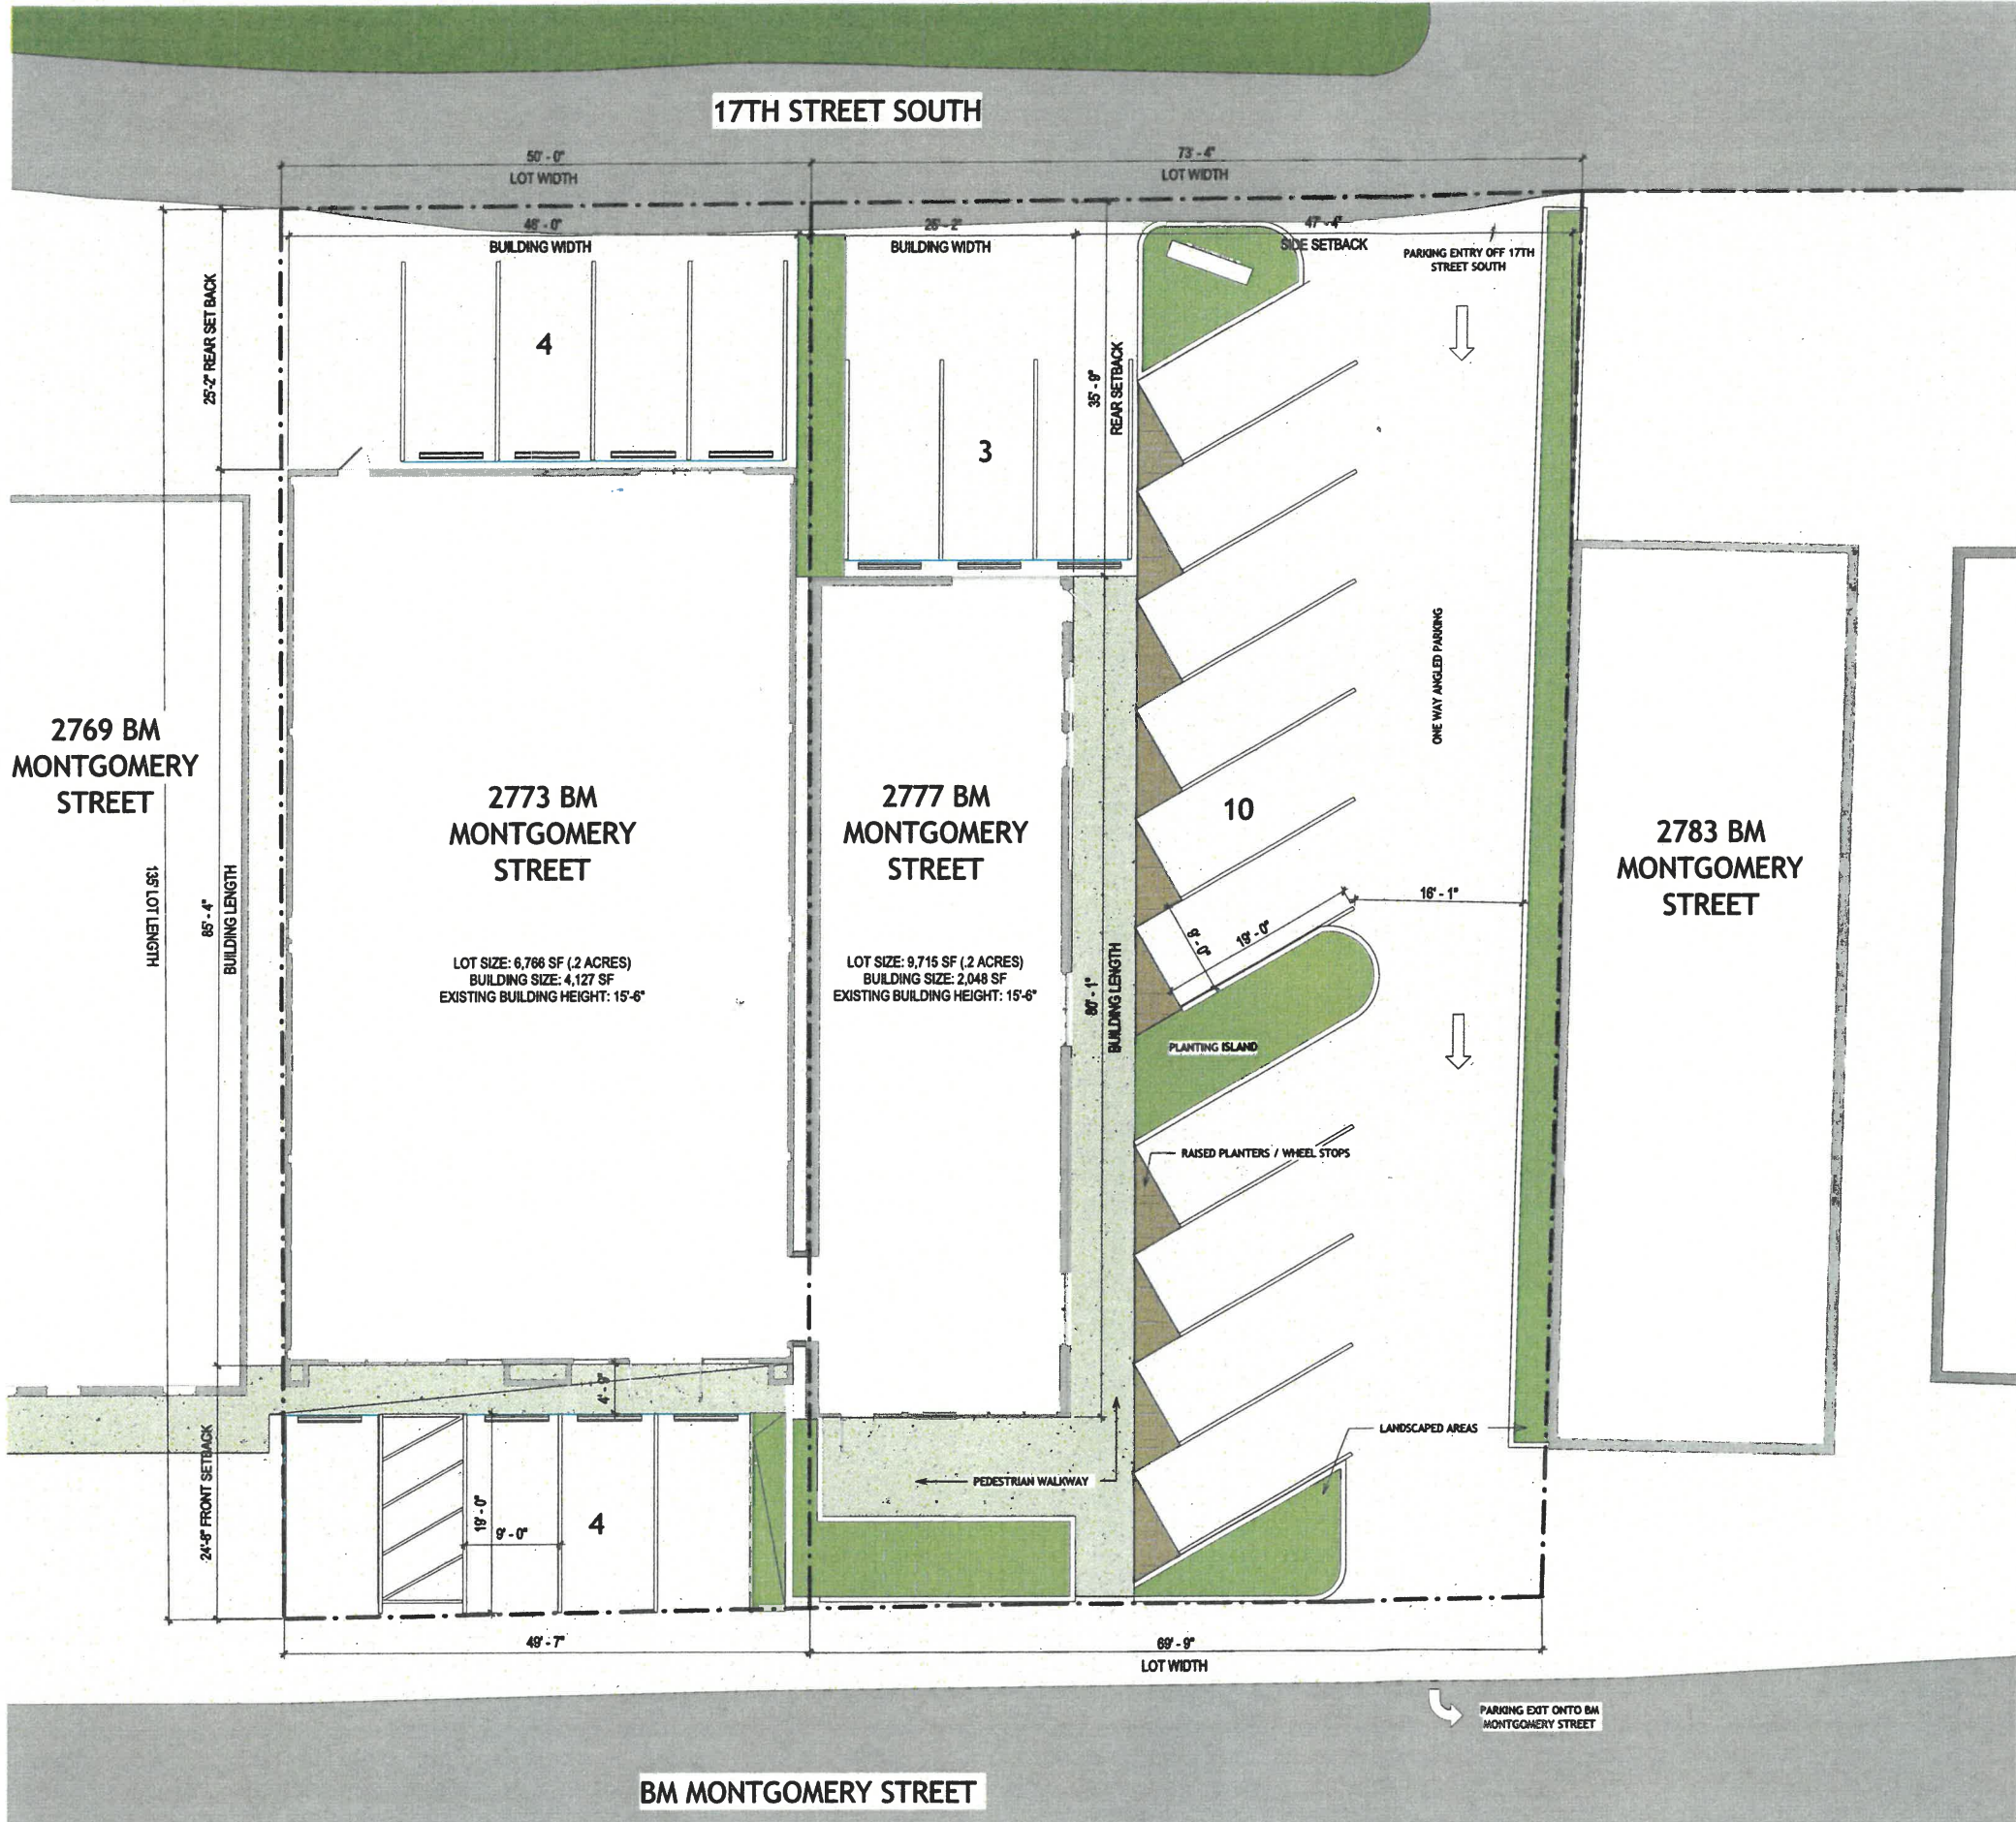 17TH STREET SOUTH
50' - 0"
LOT WIDTH
73' - 4"
LOT WIDTH
48' - 0"
BUILDING WIDTH
25' - 2"
BUILDING WIDTH
47' - 4"
SIDE SETBACK
PARKING ENTRY OFF 17TH
STREET SOUTH
25'-2" REAR SET BACK
4
3
35' - 9"
REAR SETBACK
ONE WAY ANGLED PARKING
2769 BM
MONTGOMERY
STREET
2773 BM
MONTGOMERY
STREET
LOT SIZE: 6,766 SF (.2 ACRES)
BUILDING SIZE: 4,127 SF
EXISTING BUILDING HEIGHT: 15'-6"
2777 BM
MONTGOMERY
STREET
LOT SIZE: 9,715 SF (.2 ACRES)
BUILDING SIZE: 2,048 SF
EXISTING BUILDING HEIGHT: 15'-6"
10
2783 BM
MONTGOMERY
STREET
135' LOT LENGTH
85' - 4"
BUILDING LENGTH
80' - 1"
BUILDING LENGTH
9' - 0"
19' - 0"
16' - 1"
PLANTING ISLAND
RAISED PLANTERS / WHEEL STOPS
4' - 9"
24'-8" FRONT SETBACK
19' - 0"
9' - 0"
4
PEDESTRIAN WALKWAY
LANDSCAPED AREAS
49' - 7"
69' - 9"
LOT WIDTH
PARKING EXIT ONTO BM
MONTGOMERY STREET
BM MONTGOMERY STREET